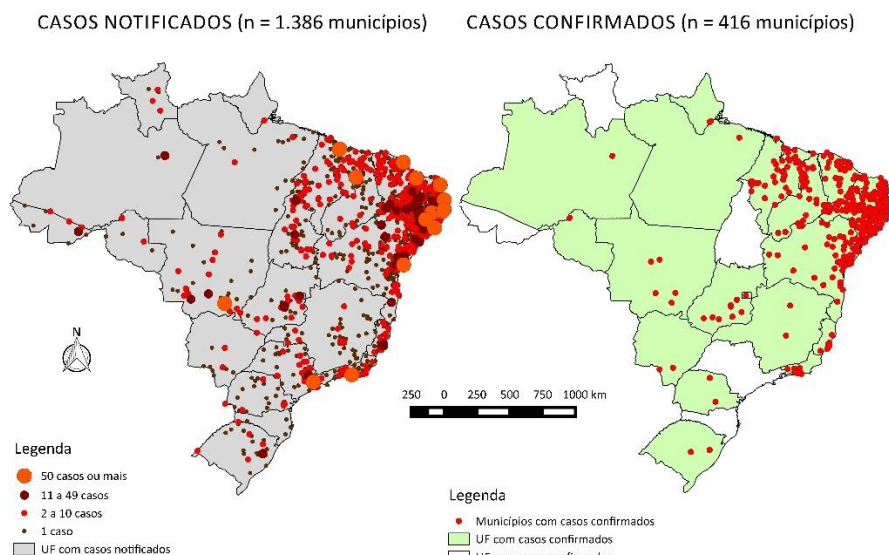 CASOS NOTIFICADOS (n = 1.386 municípios)
CASOS CONFIRMADOS (n = 416 municípios)
N
250 0 250 500 750 1000 km
Legenda
50 casos ou mais
11 a 49 casos
2 a 10 casos
1 caso
UF com casos notificados
Legenda
Municípios com casos confirmados
UF com casos confirmados